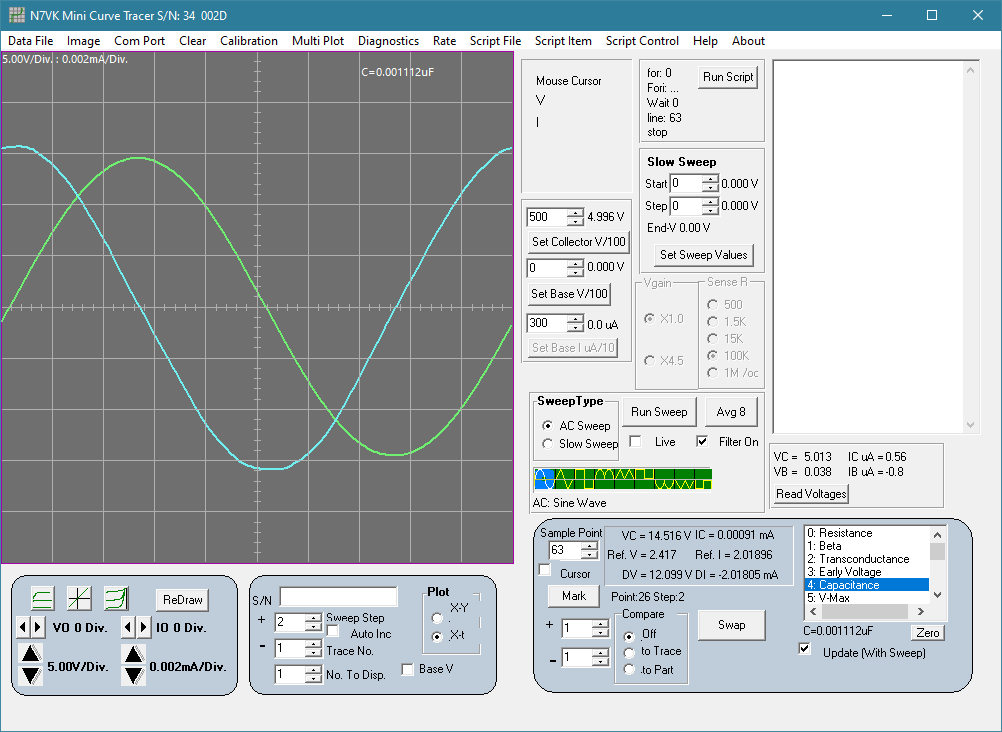 N7VK Mini Curve Tracer S/N: 34 002D
Data File Image Com Port Clear Calibration Multi Plot Diagnostics Rate Script File Script Item Script Control Help About
5.00V/Div. : 0.002mA/Div.
C=0.001112uF
Mouse Cursor
V
I
for: 0
Fori: ...
Wait 0
line: 63
stop
Run Script
Slow Sweep
Start 0 0.000 V
Step 0 0.000 V
End-V 0.00 V
Set Sweep Values
500 4.996 V
Set Collector V/100
0 0.000 V
Set Base V/100
300 0.0 uA
Set Base I uA/10
Vgain
X1.0
X4.5
Sense R
500
1.5K
15K
100K
1M /oc
SweepType
AC Sweep
Slow Sweep
Run Sweep
Avg 8
Live
Filter On
AC: Sine Wave
VC = 5.013 IC uA = 0.56
VB = 0.038 IB uA = -0.8
Read Voltages
ReDraw
VO 0 Div. IO 0 Div.
5.00V/Div. 0.002mA/Div.
S/N
+ 2 Sweep Step
Auto Inc
- 1 Trace No.
1 No. To Disp.
Plot
X-Y
.
X-t
Base V
Sample Point
63
Cursor
Mark
VC = 14.516 V IC = 0.00091 mA
Ref. V = 2.417 Ref. I = 2.01896
DV = 12.099 V DI = -2.01805 mA
Point:26 Step:2
+ 1
- 1
Compare
.Off
to Trace
.to Part
Swap
0: Resistance
1: Beta
2: Transconductance
3: Early Voltage
4: Capacitance
5: V-Max
C=0.001112uF
Zero
Update (With Sweep)